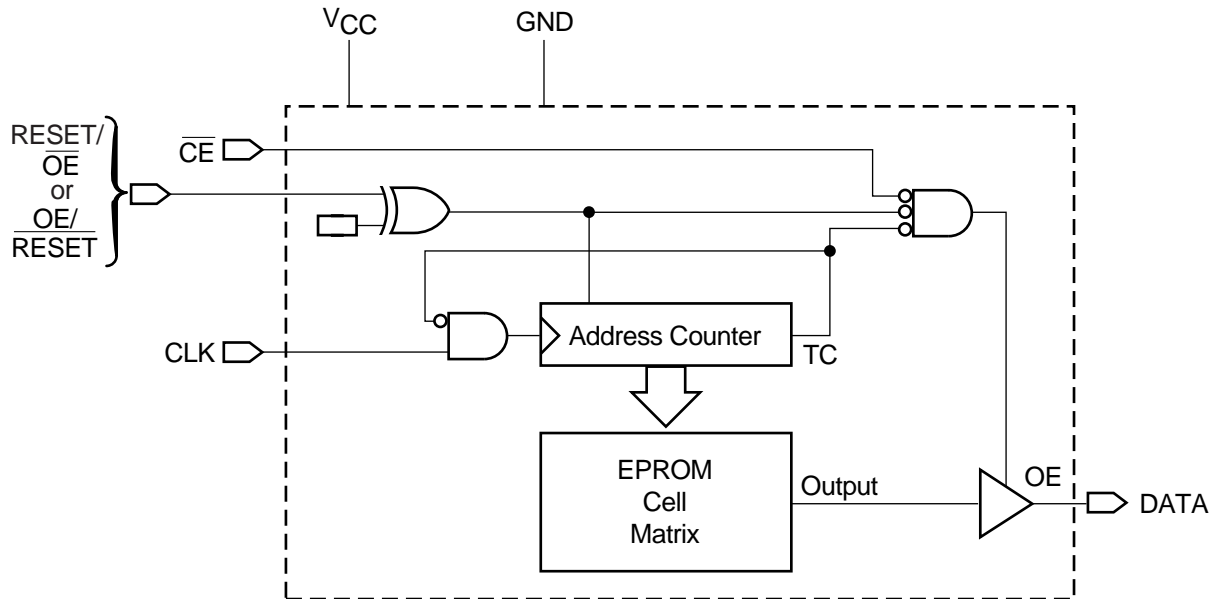 VCC
GND
RESET/
OE
or
OE/
RESET
CE
CLK
Address Counter
TC
EPROM
Cell
Matrix
Output
OE
DATA